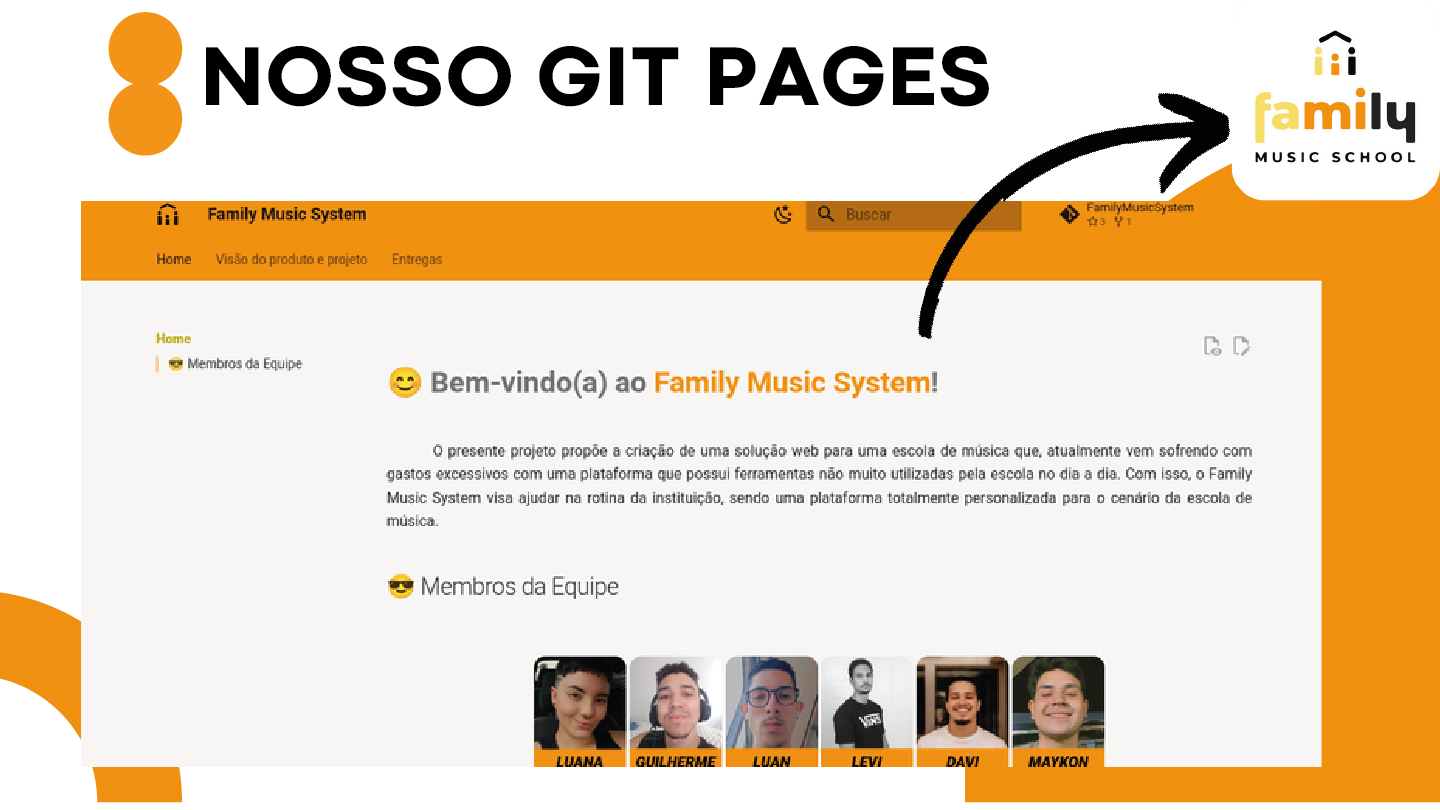 NOSSO GIT PAGES
family
MUSIC SCHOOL
Family Music System
Buscar
FamilyMusicSystem
3 1
Home Visão do produto e projeto Entregas
Home
😎 Membros da Equipe
😊 Bem-vindo(a) ao Family Music System!
O presente projeto propõe a criação de uma solução web para uma escola de música que, atualmente vem sofrendo com
gastos excessivos com uma plataforma que possui ferramentas não muito utilizadas pela escola no dia a dia. Com isso, o Family
Music System visa ajudar na rotina da instituição, sendo uma plataforma totalmente personalizada para o cenário da escola de
música.
😎 Membros da Equipe
VANS
LUANA GUILHERME LUAN LEVI DAVI MAYKON